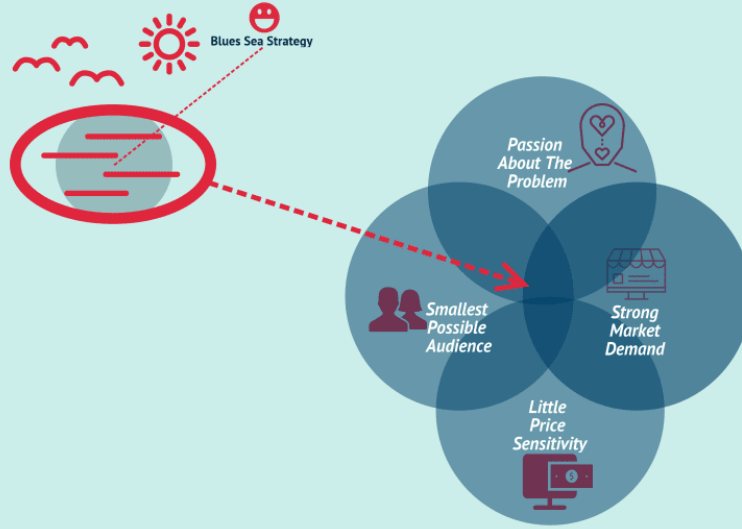 Blues Sea Strategy
Passion
About The
Problem
Smallest
Possible
Audience
Strong
Market
Demand
Little
Price
Sensitivity
$